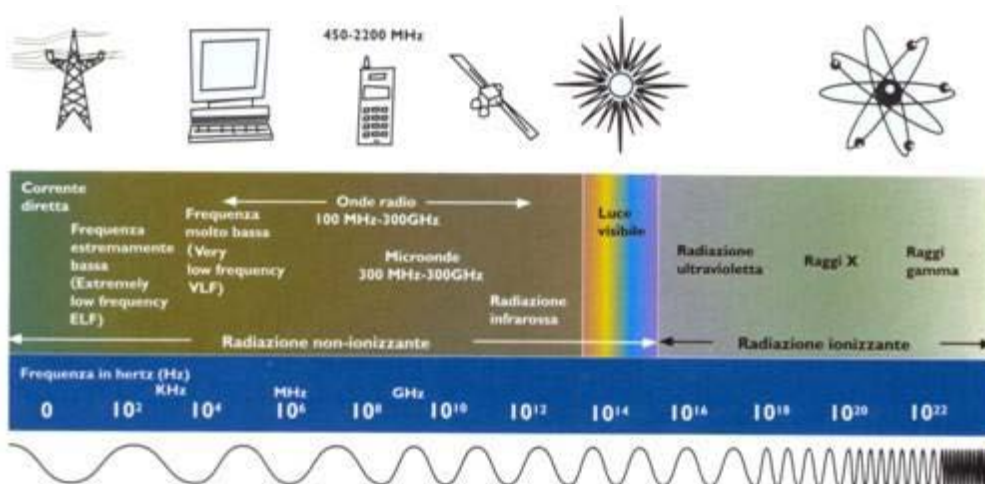 450-2200 MHz
Corrente
diretta
Frequenza
estremamente
bassa
(Extremely
low frequency
ELF)
Frequenza
molto bassa
(Very
low frequency
VLF)
Onde radio
100 MHz-300GHz
Microonde
300 MHz-300GHz
Radiazione
infrarossa
Luce
visibile
Radiazione
ultravioletta
Raggi X
Raggi
gamma
Radiazione non-ionizzante
Radiazione ionizzante
Frequenza in hertz (Hz)
KHz MHz GHz
0 10² 10⁴ 10⁶ 10⁸ 10¹⁰ 10¹² 10¹⁴ 10¹⁶ 10¹⁸ 10²⁰ 10²²